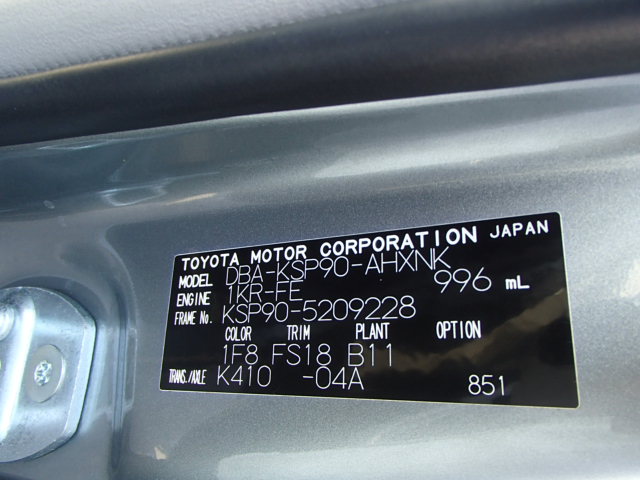 TOYOTA MOTOR CORPORATION JAPAN
MODEL DBA-KSP90-AHXNK
ENGINE 1KR-FE 996 mL
FRAME No. KSP90-5209228
COLOR TRIM PLANT OPTION
1F8 FS18 B11
TRANS./AXLE K410 -04A 851